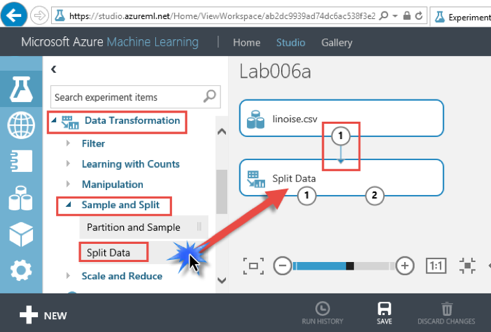 https://studio.azureml.net/Home/ViewWorkspace/ab2dc9939ad74dc6ac538f3e2
Experiment
Microsoft Azure Machine Learning
Home
Studio
Gallery
Search experiment items
Data Transformation
Filter
Learning with Counts
Manipulation
Sample and Split
Partition and Sample
Split Data
Scale and Reduce
Lab006a
linoise.csv
1
Split Data
1
2
1:1
NEW
RUN HISTORY
SAVE
DISCARD CHANGES